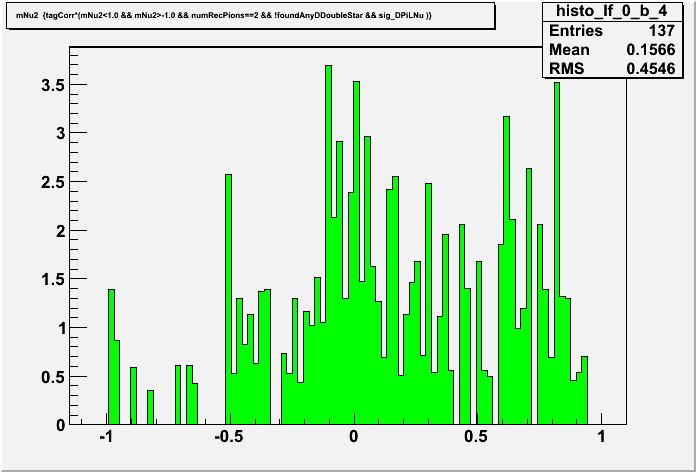 mNu2 {tagCorr*(mNu2<1.0 && mNu2>-1.0 && numRecPions==2 && !foundAnyDDoubleStar && sig_DPiLNu )}
histo_lf_0_b_4
Entries 137
Mean 0.1566
RMS 0.4546
3.5
3
2.5
2
1.5
1
0.5
0
-1 -0.5 0 0.5 1